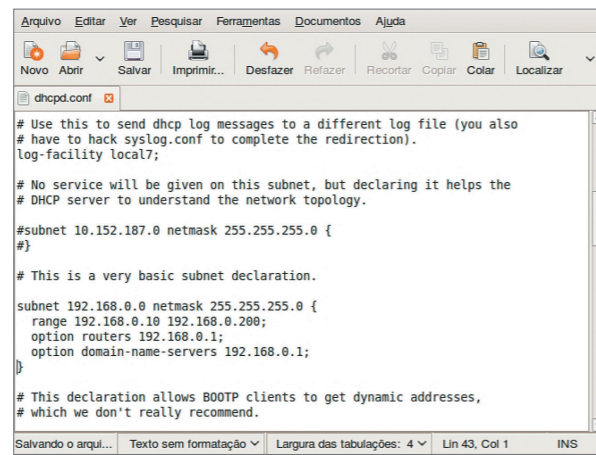 Arquivo Editar Ver Pesquisar Ferramentas Documentos Ajuda
Novo Abrir Salvar Imprimir... Desfazer Refazer Recortar Copiar Colar Localizar
dhcpd.conf
# Use this to send dhcp log messages to a different log file (you also
# have to hack syslog.conf to complete the redirection).
log-facility local7;
# No service will be given on this subnet, but declaring it helps the
# DHCP server to understand the network topology.
#subnet 10.152.187.0 netmask 255.255.255.0 {
#}
# This is a very basic subnet declaration.
subnet 192.168.0.0 netmask 255.255.255.0 {
range 192.168.0.10 192.168.0.200;
option routers 192.168.0.1;
option domain-name-servers 192.168.0.1;
}
# This declaration allows BOOTP clients to get dynamic addresses,
# which we don't really recommend.
Salvando o arqui... Texto sem formatação Largura das tabulações: 4 Lin 43, Col 1 INS